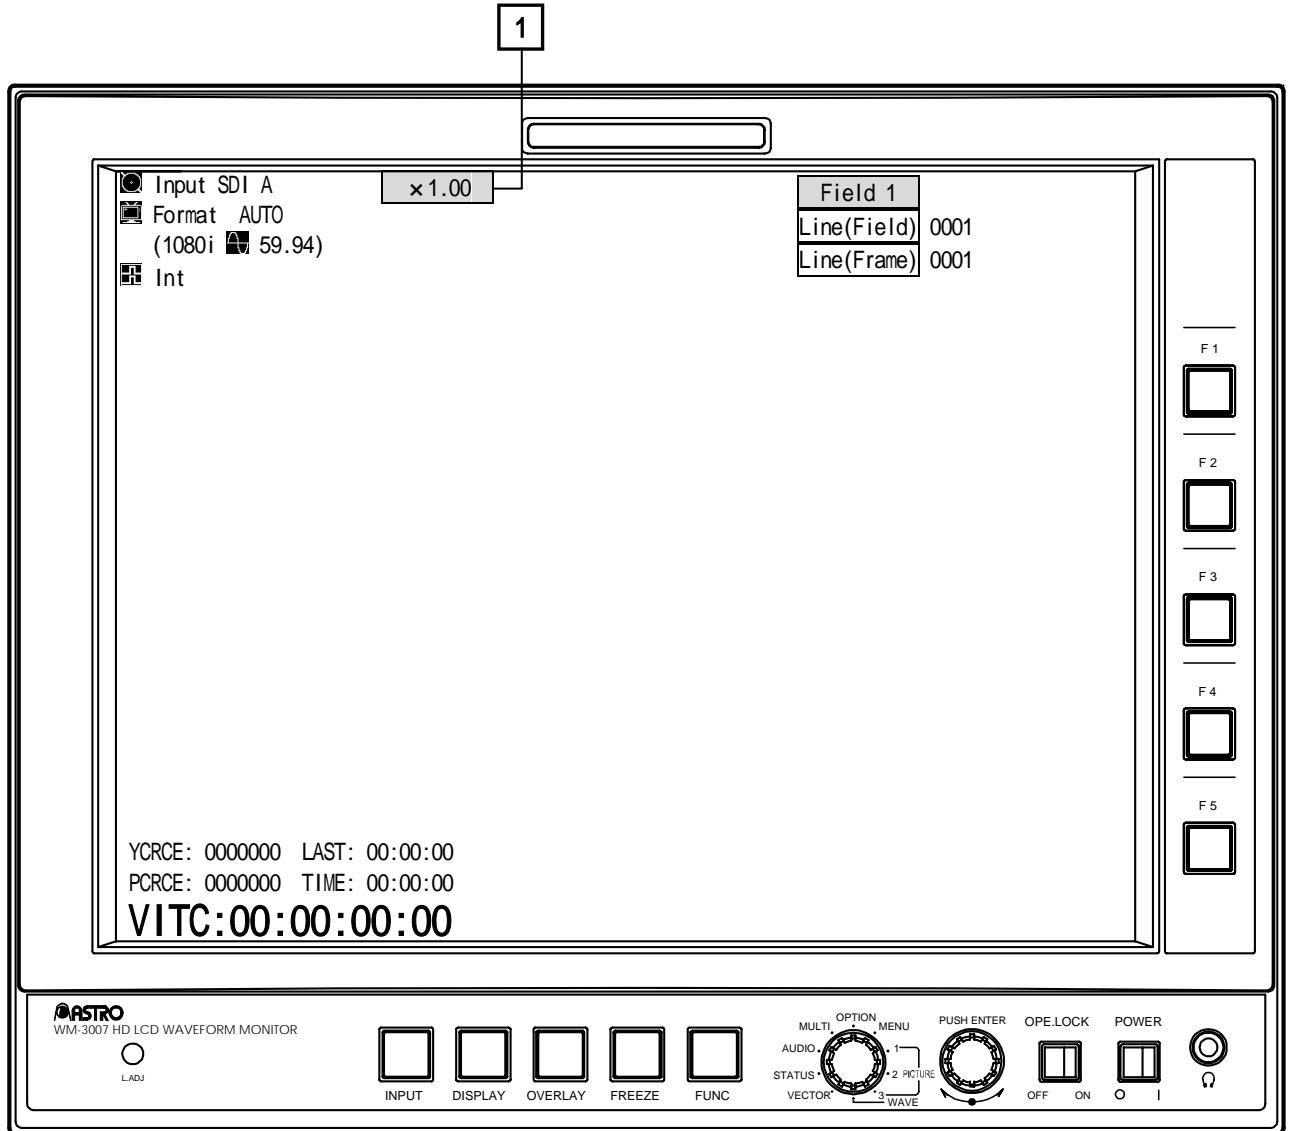 1
Input SDI A
×1.00
Field 1
Format AUTO
Line(Field) 0001
(1080i 59.94)
Line(Frame) 0001
Int
F 1
F 2
F 3
F 4
F 5
YCRCE: 0000000 LAST: 00:00:00
PCRCE: 0000000 TIME: 00:00:00
VITC:00:00:00:00
ASTRO
WM-3007 HD LCD WAVEFORM MONITOR
L.ADJ
INPUT
DISPLAY
OVERLAY
FREEZE
FUNC
OPTION
MULTI
MENU
AUDIO
1
STATUS
2 PICTURE
VECTOR
3
WAVE
PUSH ENTER
OPE.LOCK
OFF ON
POWER
O I